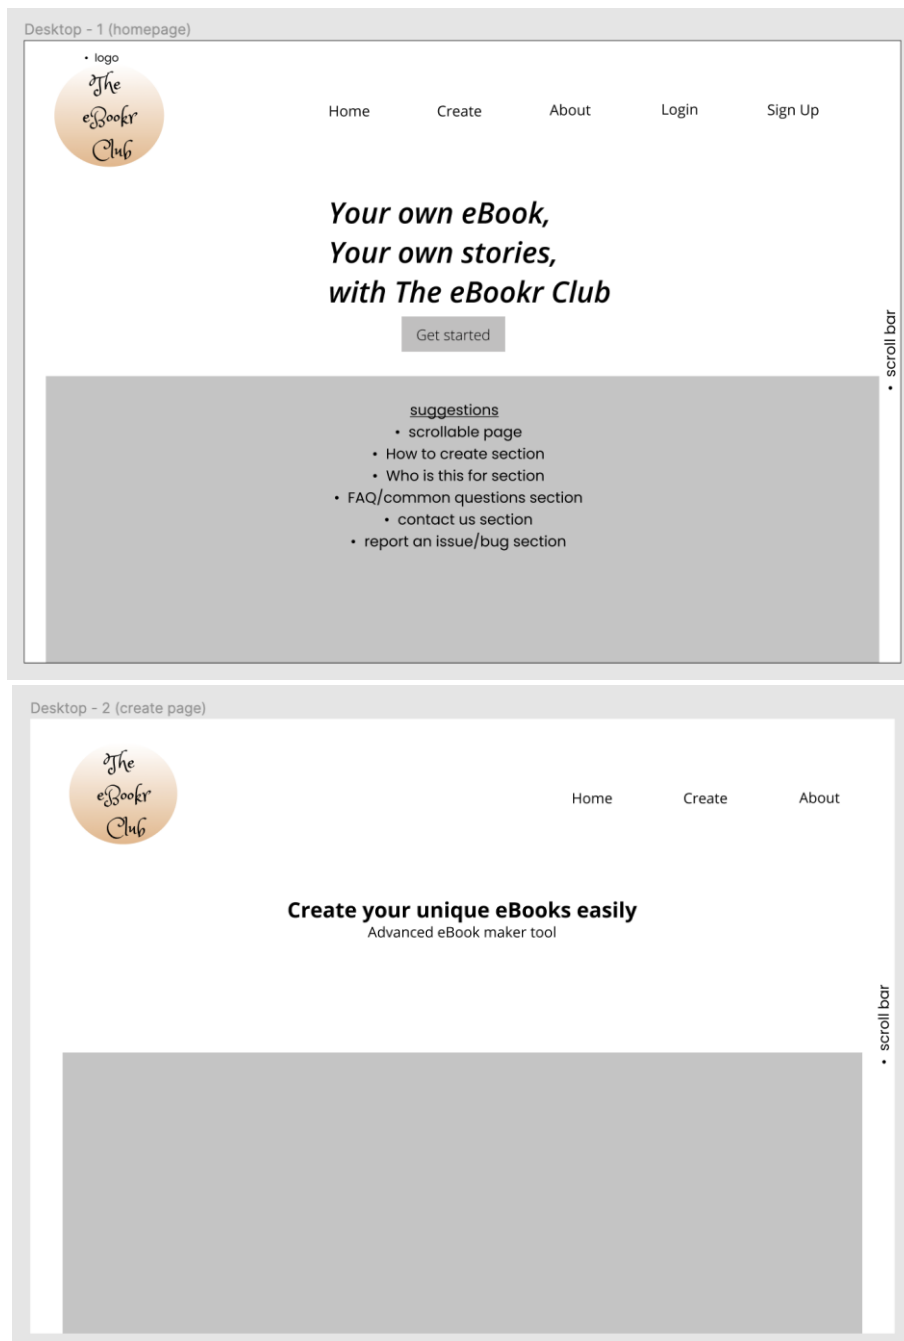 Desktop - 1 (homepage)
• logo
The
eBookr
Club
Home Create About Login Sign Up
Your own eBook,
Your own stories,
with The eBookr Club
Get started
• scroll bar
suggestions
• scrollable page
• How to create section
• Who is this for section
• FAQ/common questions section
• contact us section
• report an issue/bug section
Desktop - 2 (create page)
The
eBookr
Club
Home Create About
Create your unique eBooks easily
Advanced eBook maker tool
• scroll bar